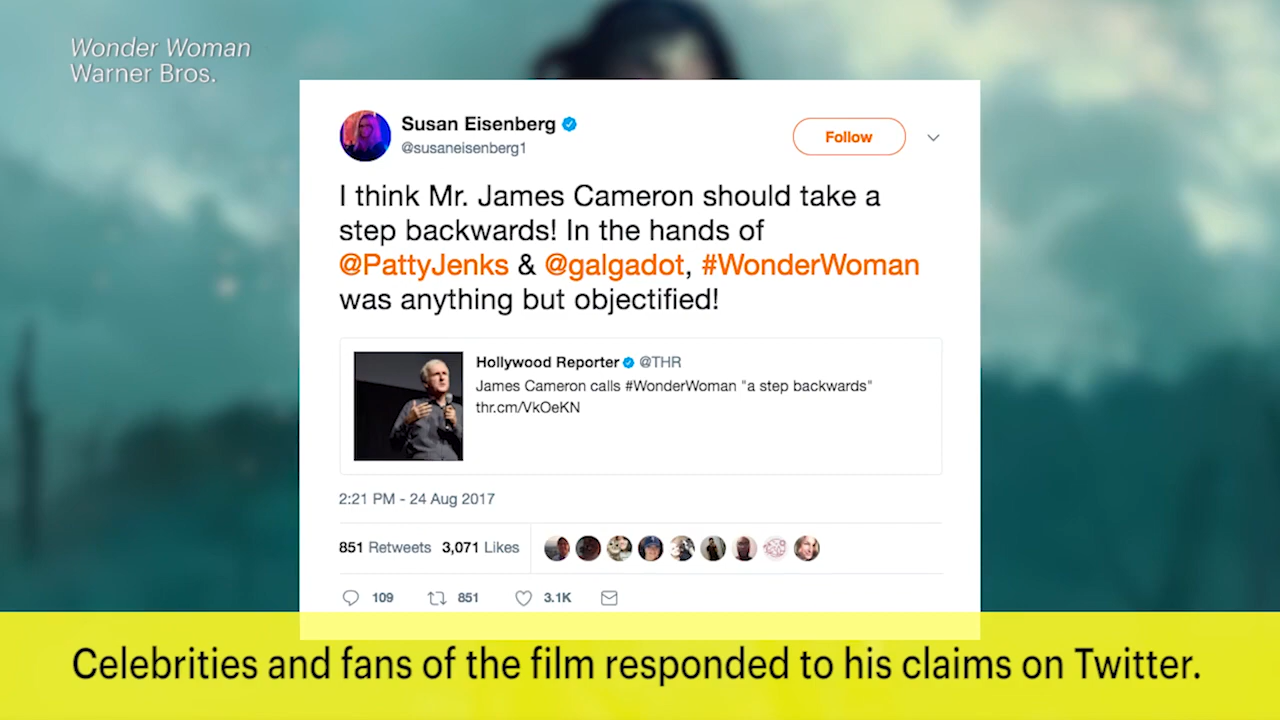 Wonder Woman
Warner Bros.
Susan Eisenberg
@susaneisenberg1
Follow
I think Mr. James Cameron should take a
step backwards! In the hands of
@PattyJenks & @galgadot, #WonderWoman
was anything but objectified!
Hollywood Reporter @THR
James Cameron calls #WonderWoman "a step backwards"
thr.cm/VkOeKN
2:21 PM - 24 Aug 2017
851 Retweets 3,071 Likes
109 851 3.1K
Celebrities and fans of the film responded to his claims on Twitter.